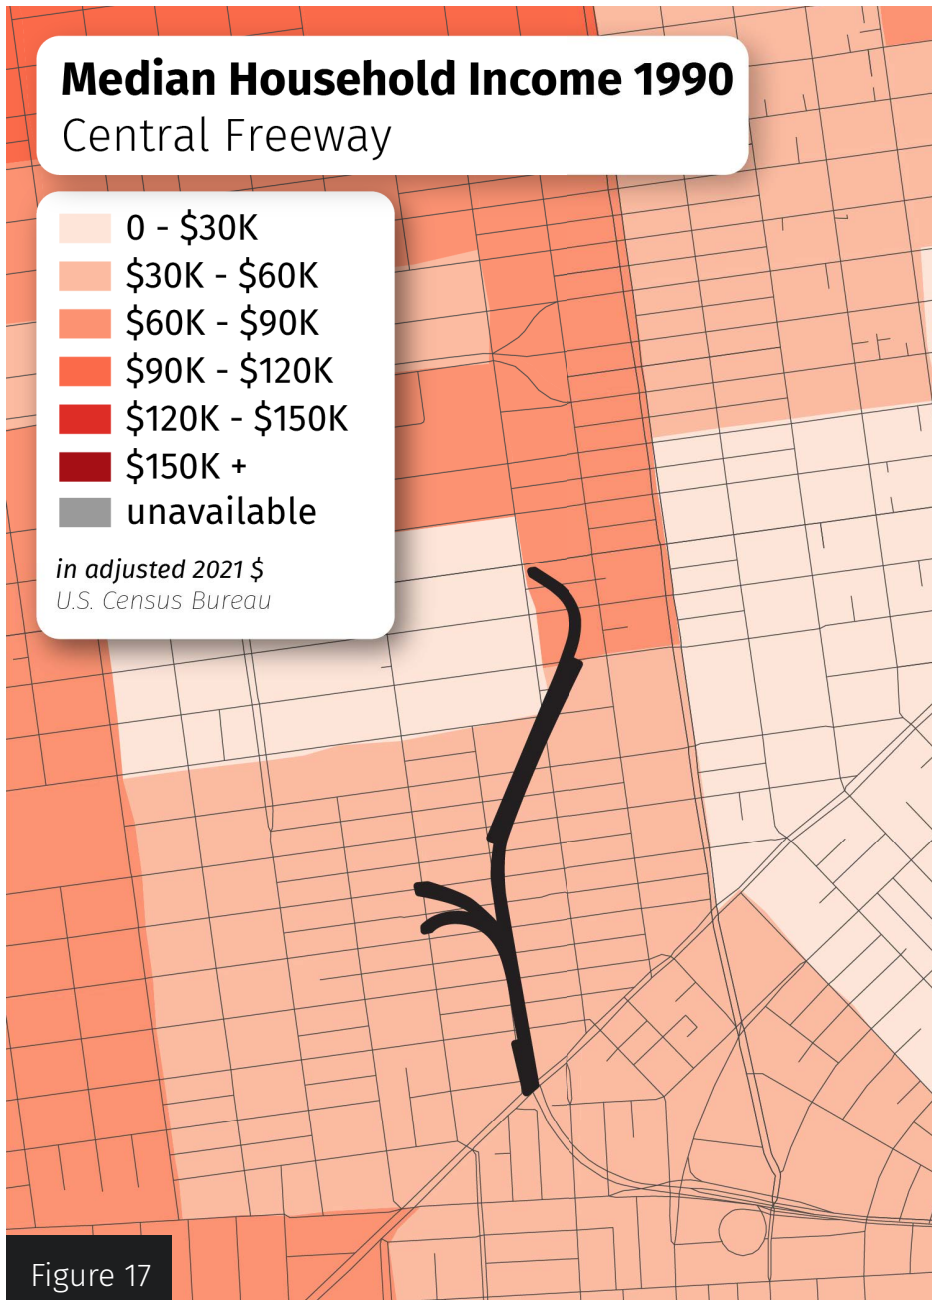 Median Household Income 1990
Central Freeway
0 - $30K
$30K - $60K
$60K - $90K
$90K - $120K
$120K - $150K
$150K +
unavailable
in adjusted 2021 $
U.S. Census Bureau
Figure 17